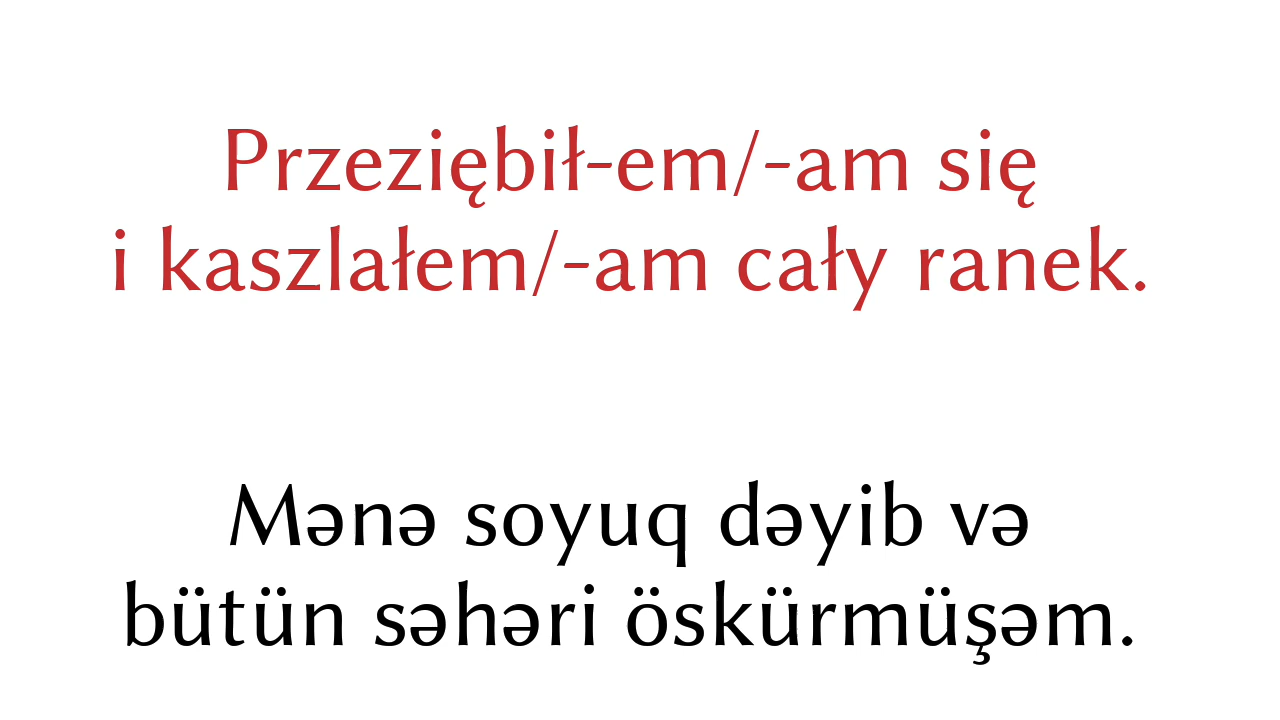 Przeziębił-em/-am się
i kaszlałem/-am cały ranek.
Mənə soyuq dəyib və
bütün səhəri öskürmüşəm.